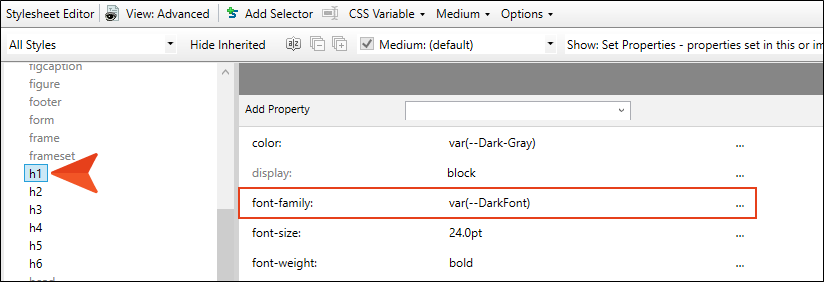 Stylesheet Editor View: Advanced Add Selector CSS Variable Medium Options
All Styles Hide Inherited Medium: (default) Show: Set Properties - properties set in this or im
figcaption
figure
footer
form
frame
frameset
h1
h2
h3
h4
h5
h6
head
Add Property
color: var(--Dark-Gray) ...
display: block ...
font-family: var(--DarkFont) ...
font-size: 24.0pt ...
font-weight: bold ...